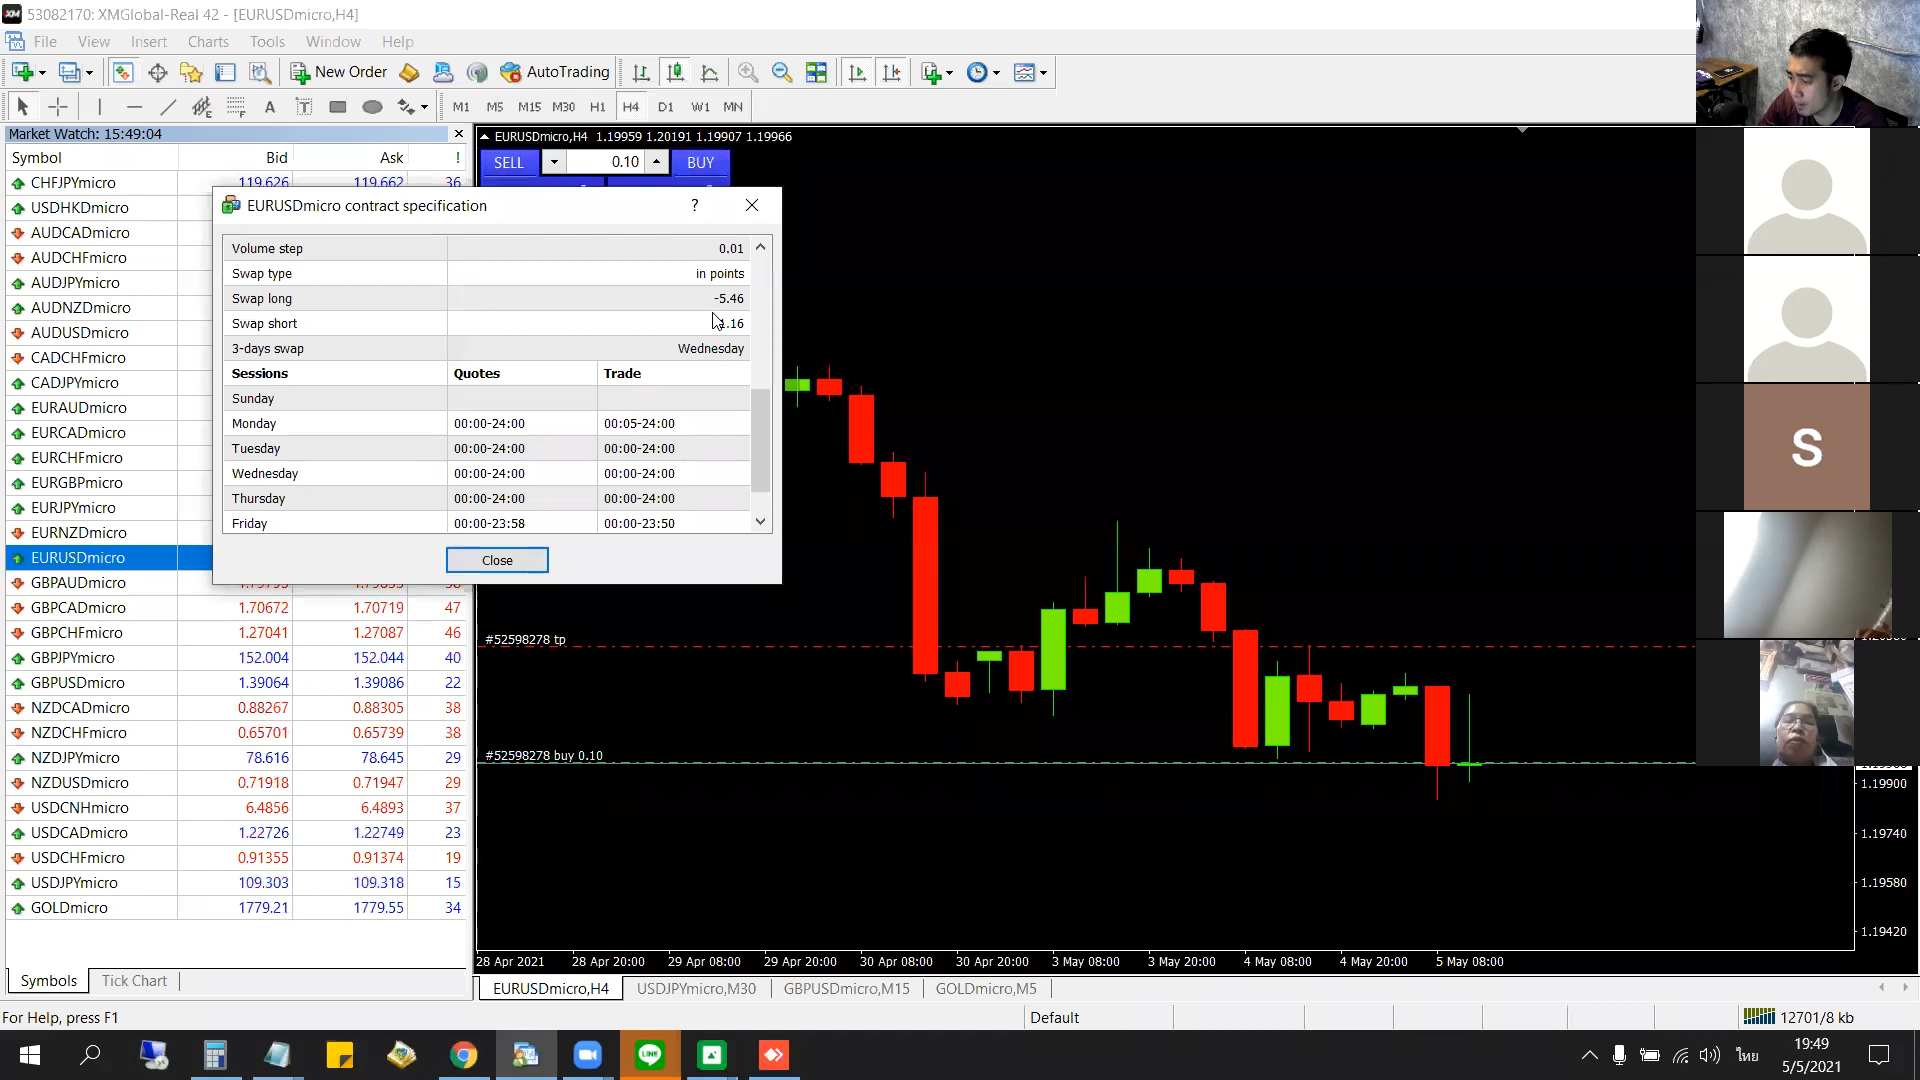 53082170: XMGlobal-Real 42 - [EURUSDmicro,H4]
File View Insert Charts Tools Window Help
New Order AutoTrading
M1 M5 M15 M30 H1 H4 D1 W1 MN
Market Watch: 15:49:04
Symbol Bid Ask !
CHFJPYmicro 119.626 119.662 36
USDHKDmicro
AUDCADmicro
AUDCHFmicro
AUDJPYmicro
AUDNZDmicro
AUDUSDmicro
CADCHFmicro
CADJPYmicro
EURAUDmicro
EURCADmicro
EURCHFmicro
EURGBPmicro
EURJPYmicro
EURNZDmicro
EURUSDmicro
GBPAUDmicro
GBPCADmicro 1.70672 1.70719 47
GBPCHFmicro 1.27041 1.27087 46
GBPJPYmicro 152.004 152.044 40
GBPUSDmicro 1.39064 1.39086 22
NZDCADmicro 0.88267 0.88305 38
NZDCHFmicro 0.65701 0.65739 38
NZDJPYmicro 78.616 78.645 29
NZDUSDmicro 0.71918 0.71947 29
USDCNHmicro 6.4856 6.4893 37
USDCADmicro 1.22726 1.22749 23
USDCHFmicro 0.91355 0.91374 19
USDJPYmicro 109.303 109.318 15
GOLDmicro 1779.21 1779.55 34
Symbols Tick Chart
EURUSDmicro,H4 1.19959 1.20191 1.19907 1.19966
SELL 0.10 BUY
EURUSDmicro contract specification ?
Volume step 0.01
Swap type in points
Swap long -5.46
Swap short .16
3-days swap Wednesday
Sessions Quotes Trade
Sunday
Monday 00:00-24:00 00:05-24:00
Tuesday 00:00-24:00 00:00-24:00
Wednesday 00:00-24:00 00:00-24:00
Thursday 00:00-24:00 00:00-24:00
Friday 00:00-23:58 00:00-23:50
Close
#52598278 tp
#52598278 buy 0.10
S
1.19900
1.19740
1.19580
1.19420
28 Apr 2021 28 Apr 20:00 29 Apr 08:00 29 Apr 20:00 30 Apr 08:00 30 Apr 20:00 3 May 08:00 3 May 20:00 4 May 08:00 4 May 20:00 5 May 08:00
EURUSDmicro,H4 USDJPYmicro,M30 GBPUSDmicro,M15 GOLDmicro,M5
For Help, press F1 Default 12701/8 kb
LINE
ไทย
19:49
5/5/2021